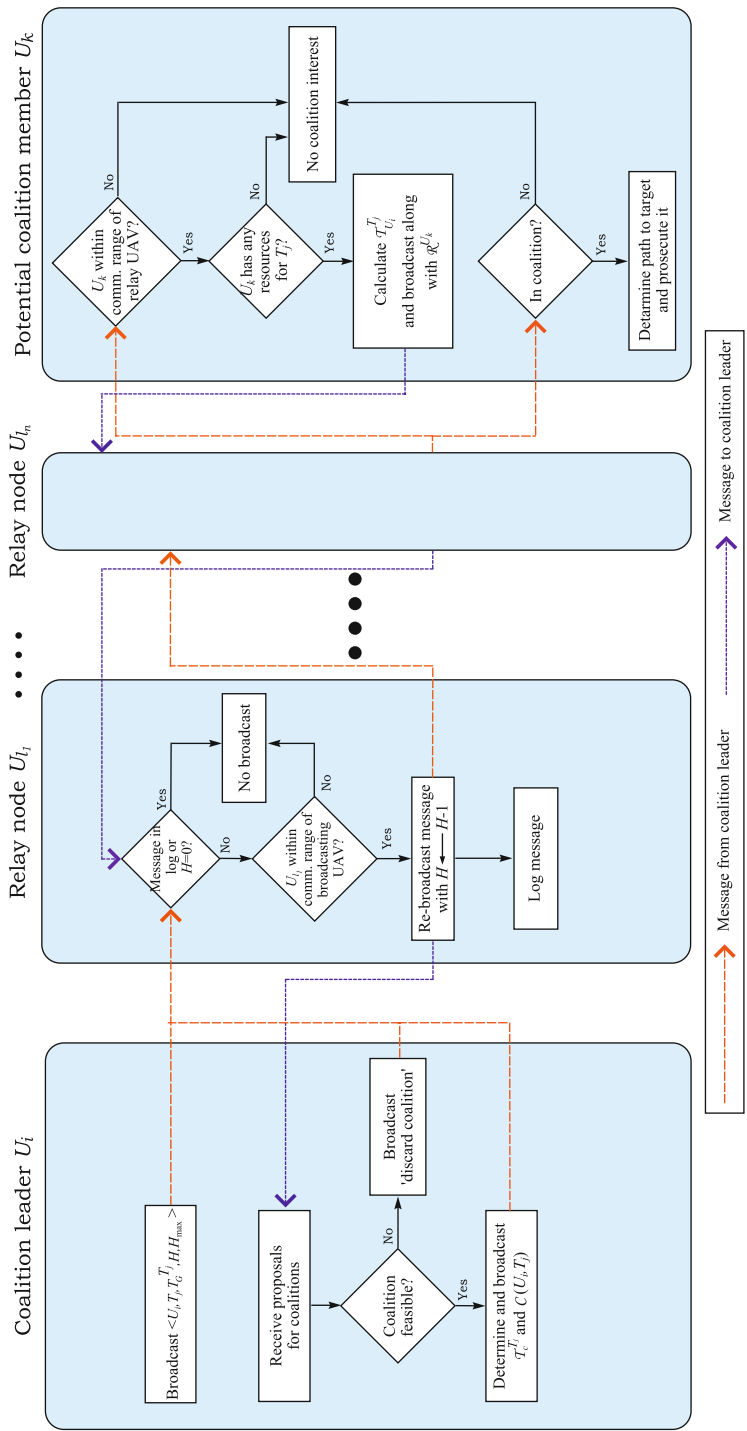 Coalition leader U_i
Broadcast <U_i,T_j,T_G^{T_j},H,H_max>
Receive proposals
for coalitions
Coalition
feasible?
No
Broadcast
'discard coalition'
Yes
Determine and broadcast
𝒯_c^{T_j} and C(U_i,T_j)
Relay node U_{l_1}
Message in
log or
H=0?
Yes
No broadcast
No
U_{l_1} within
comm. range of
broadcasting
UAV?
No
Yes
Re-broadcast message
with H ← H-1
Log message
Relay node U_{l_n}
Potential coalition member U_k
U_k within
comm. range of
relay UAV?
No
Yes
U_k has any
resources
for T_j?
No
No coalition interest
Yes
Calculate 𝒯_{U_i}^{T_j}
and broadcast along
with ℛ^{U_k}
In coalition?
No
Yes
Detarmine path to target
and prosecute it
Message from coalition leader
Message to coalition leader